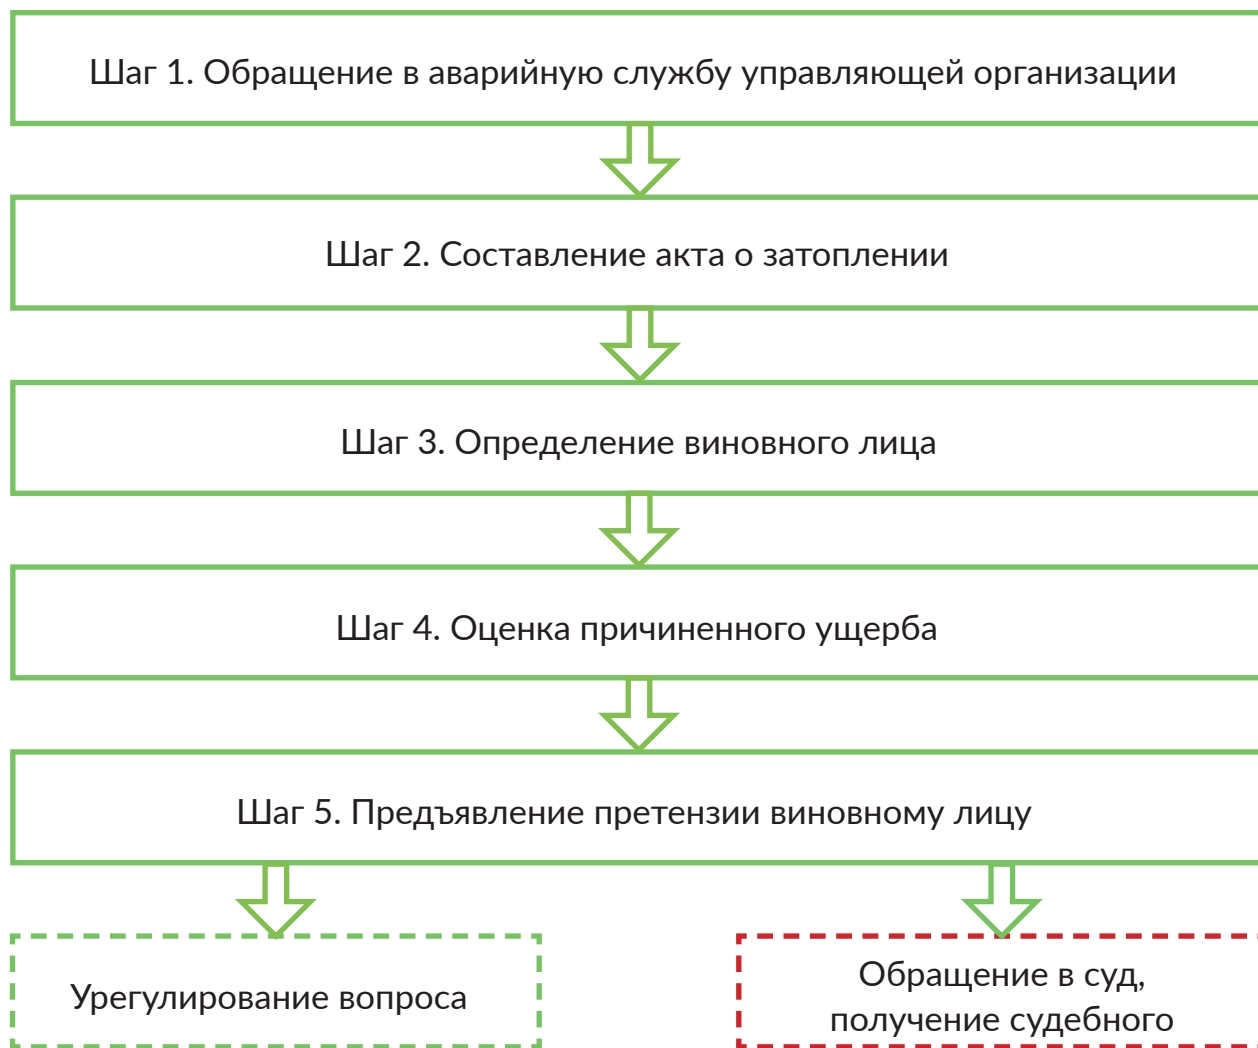 Шаг 1. Обращение в аварийную службу управляющей организации
Шаг 2. Составление акта о затоплении
Шаг 3. Определение виновного лица
Шаг 4. Оценка причиненного ущерба
Шаг 5. Предъявление претензии виновному лицу
Урегулирование вопроса
Обращение в суд,
получение судебного